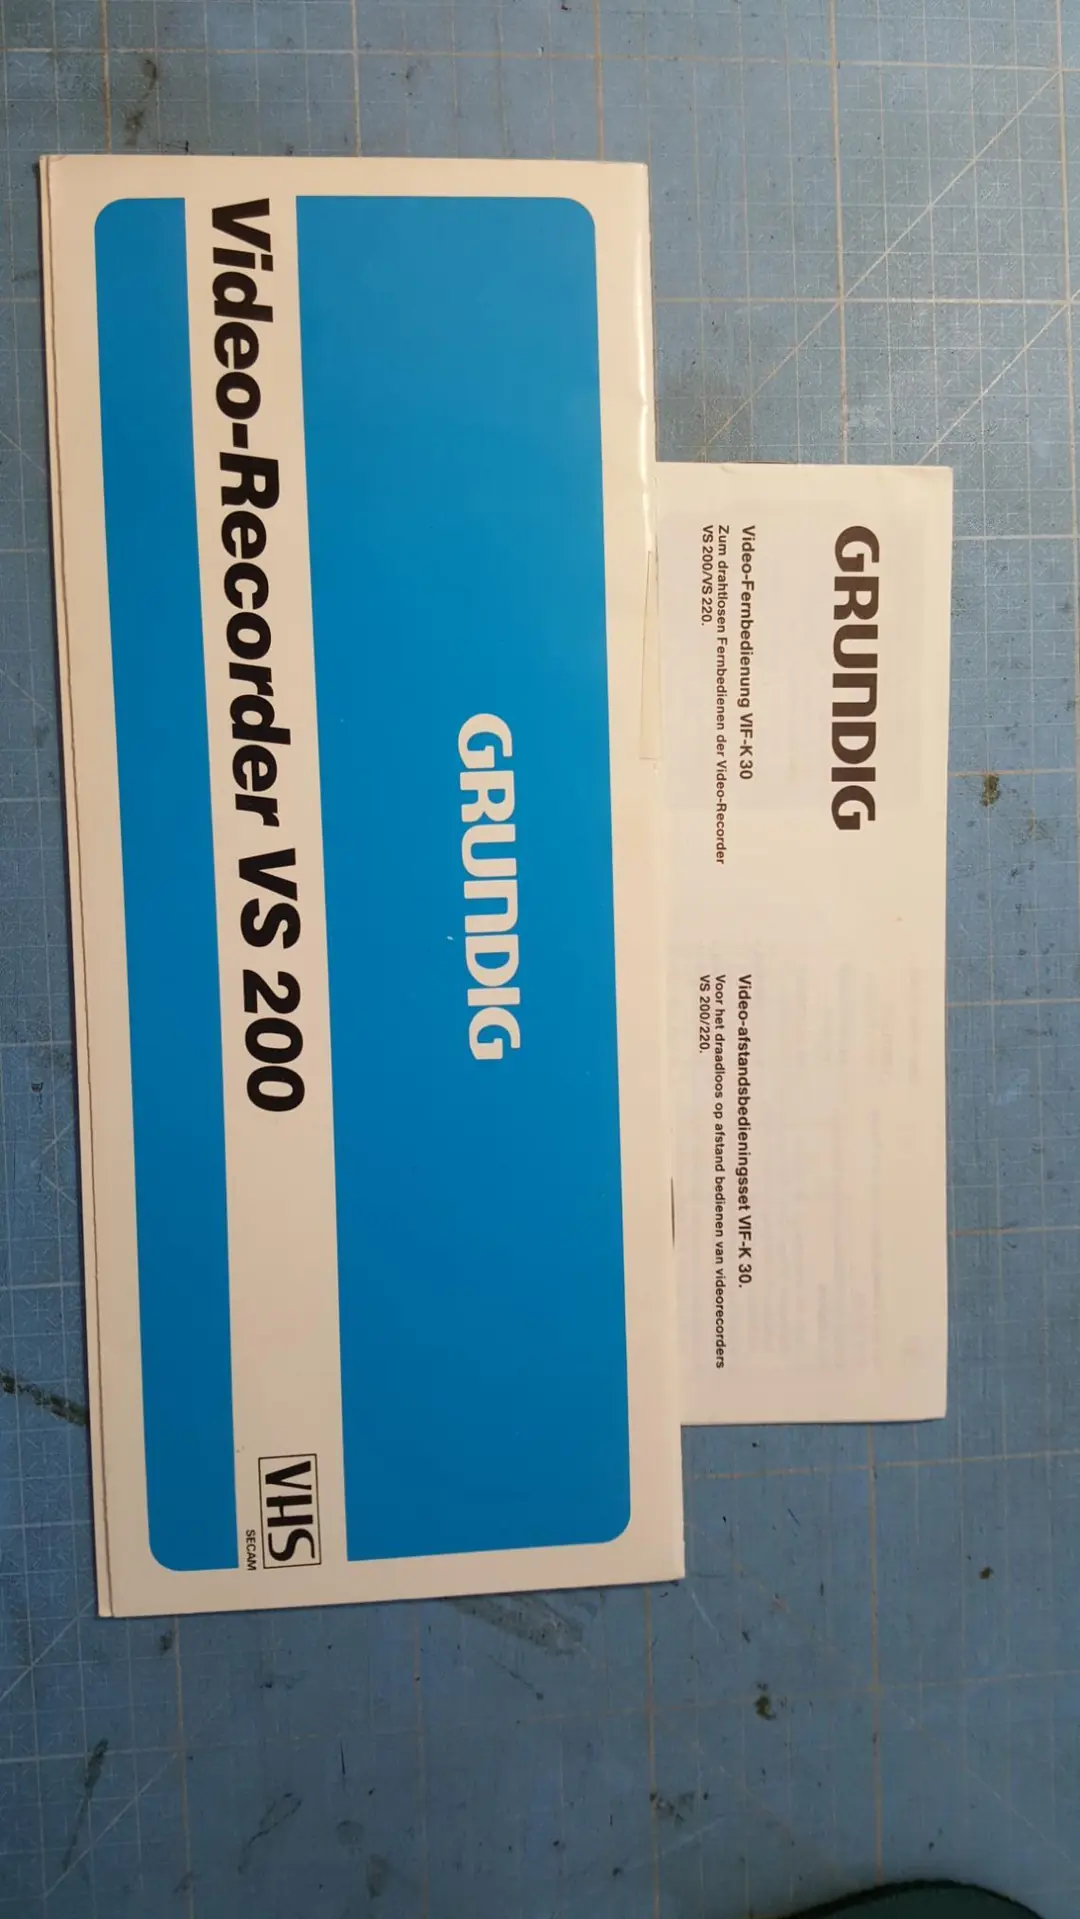 GRUNDIG
Video-Recorder VS 200
VHS
SECAM
GRUNDIG
Video-Fernbedienung VIF-K 30
Zum drahtlosen Fernbedienen der Video-Recorder
VS 200/VS 220.
Video-afstandsbedieningsset VIF-K 30.
Voor het draadloos op afstand bedienen van videorecorders
VS 200/220.